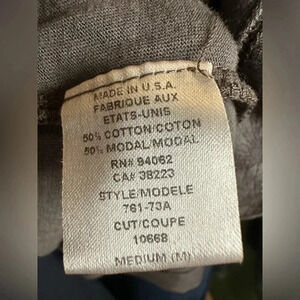 MADE IN U.S.A.
FABRIQUE AUX
ETATS-UNIS
50% COTTON/COTON
50% MODAL/MODAL
RN# 94062
CA# 38223
STYLE/MODELE
761-73A
CUT/COUPE
10668
MEDIUM (M)